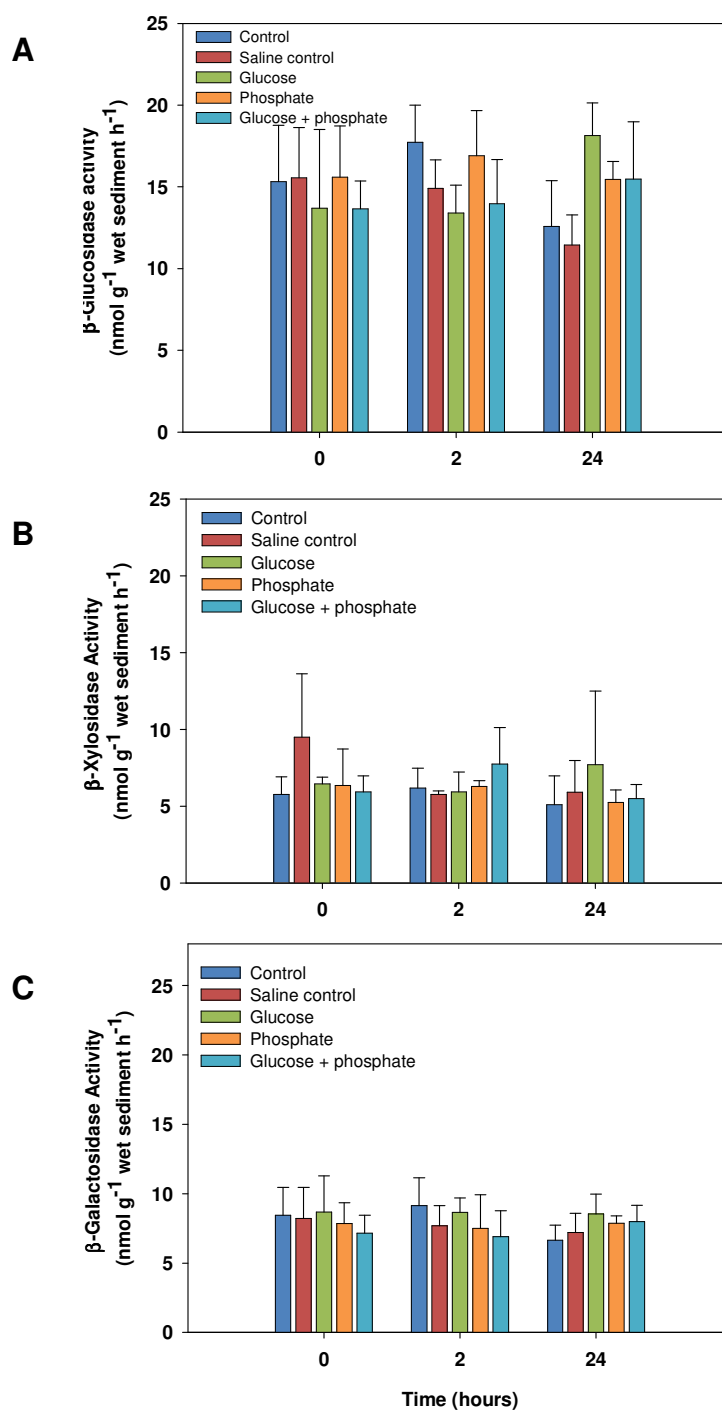 A
β-Glucosidase activity
(nmol g-1 wet sediment h-1)
25
20
15
10
5
0
Control
Saline control
Glucose
Phosphate
Glucose + phosphate
0 2 24
B
β-Xylosidase Activity
(nmol g-1 wet sediment h-1)
25
20
15
10
5
0
Control
Saline control
Glucose
Phosphate
Glucose + phosphate
0 2 24
C
β-Galactosidase Activity
(nmol g-1 wet sediment h-1)
25
20
15
10
5
0
Control
Saline control
Glucose
Phosphate
Glucose + phosphate
0 2 24
Time (hours)